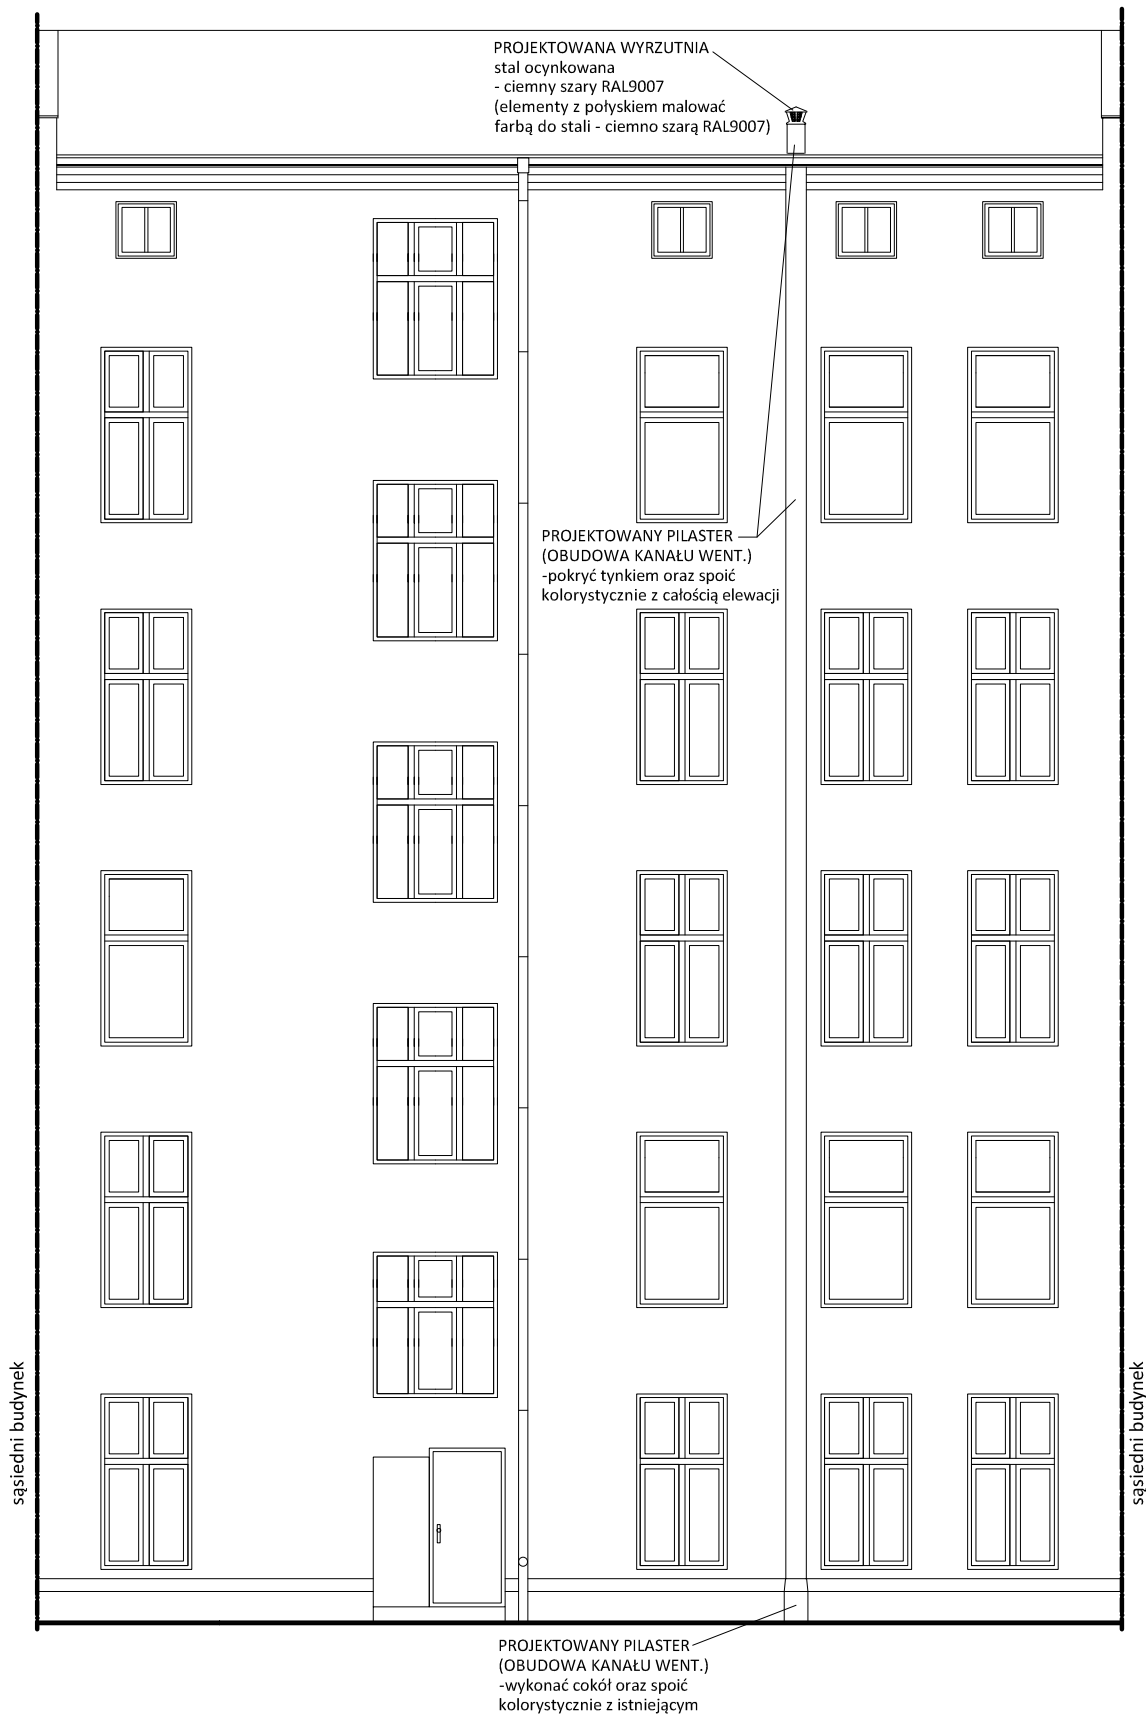 PROJEKTOWANA WYRZUTNIA
stal ocynkowana
- ciemny szary RAL9007
(elementy z połyskiem malować
farbą do stali - ciemno szarą RAL9007)
PROJEKTOWANY PILASTER
(OBUDOWA KANAŁU WENT.)
-pokryć tynkiem oraz spoić
kolorystycznie z całością elewacji
sąsiedni budynek
sąsiedni budynek
PROJEKTOWANY PILASTER
(OBUDOWA KANAŁU WENT.)
-wykonać cokół oraz spoić
kolorystycznie z istniejącym